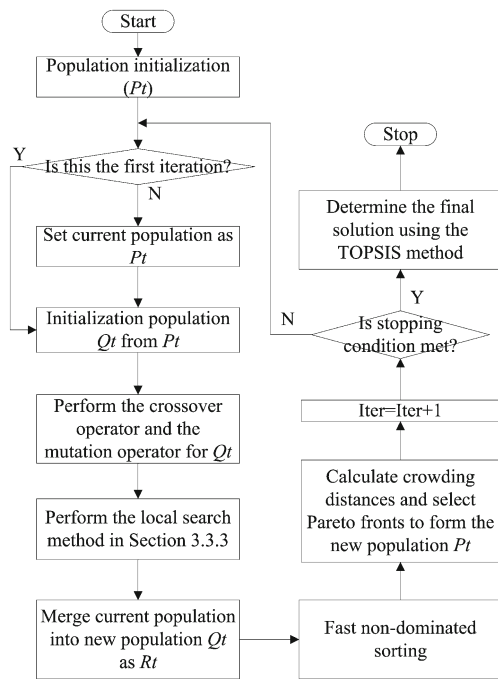 Start
Population initialization
(Pt)
Y
Is this the first iteration?
N
Set current population as
Pt
Initialization population
Qt from Pt
Perform the crossover
operator and the
mutation operator for Qt
Perform the local search
method in Section 3.3.3
Merge current population
into new population Qt
as Rt
Fast non-dominated
sorting
Calculate crowding
distances and select
Pareto fronts to form the
new population Pt
Iter=Iter+1
Is stopping
condition met?
N
Y
Determine the final
solution using the
TOPSIS method
Stop